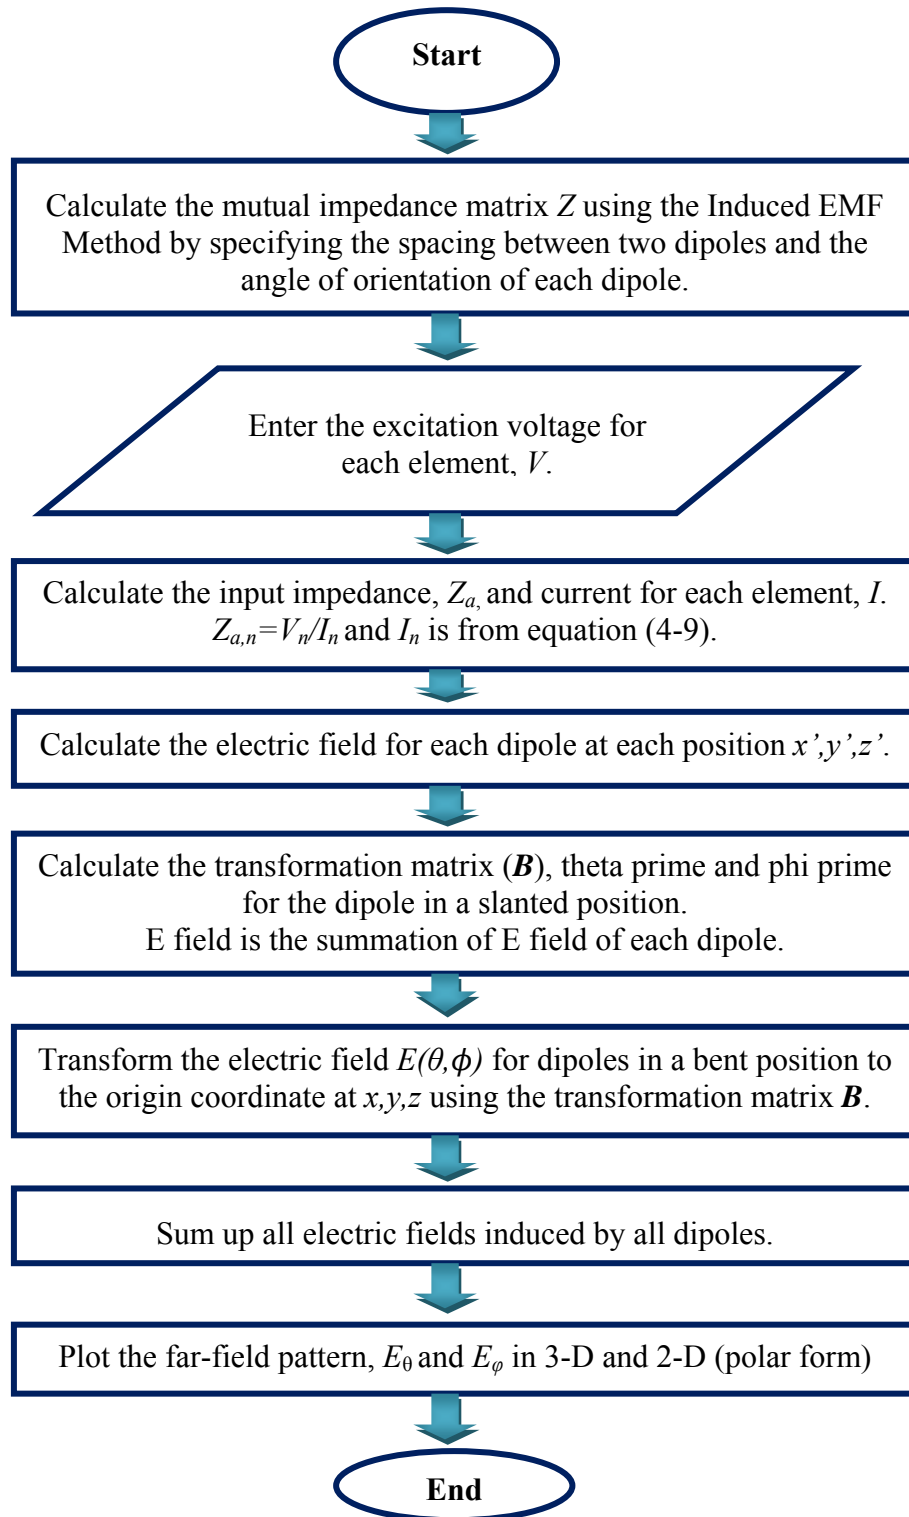 Start
Calculate the mutual impedance matrix Z using the Induced EMF
Method by specifying the spacing between two dipoles and the
angle of orientation of each dipole.
Enter the excitation voltage for
each element, V.
Calculate the input impedance, Za, and current for each element, I.
Za,n=Vn/In and In is from equation (4-9).
Calculate the electric field for each dipole at each position x’,y’,z’.
Calculate the transformation matrix (B), theta prime and phi prime
for the dipole in a slanted position.
E field is the summation of E field of each dipole.
Transform the electric field E(θ,ϕ) for dipoles in a bent position to
the origin coordinate at x,y,z using the transformation matrix B.
Sum up all electric fields induced by all dipoles.
Plot the far-field pattern, Eθ and Eφ in 3-D and 2-D (polar form)
End